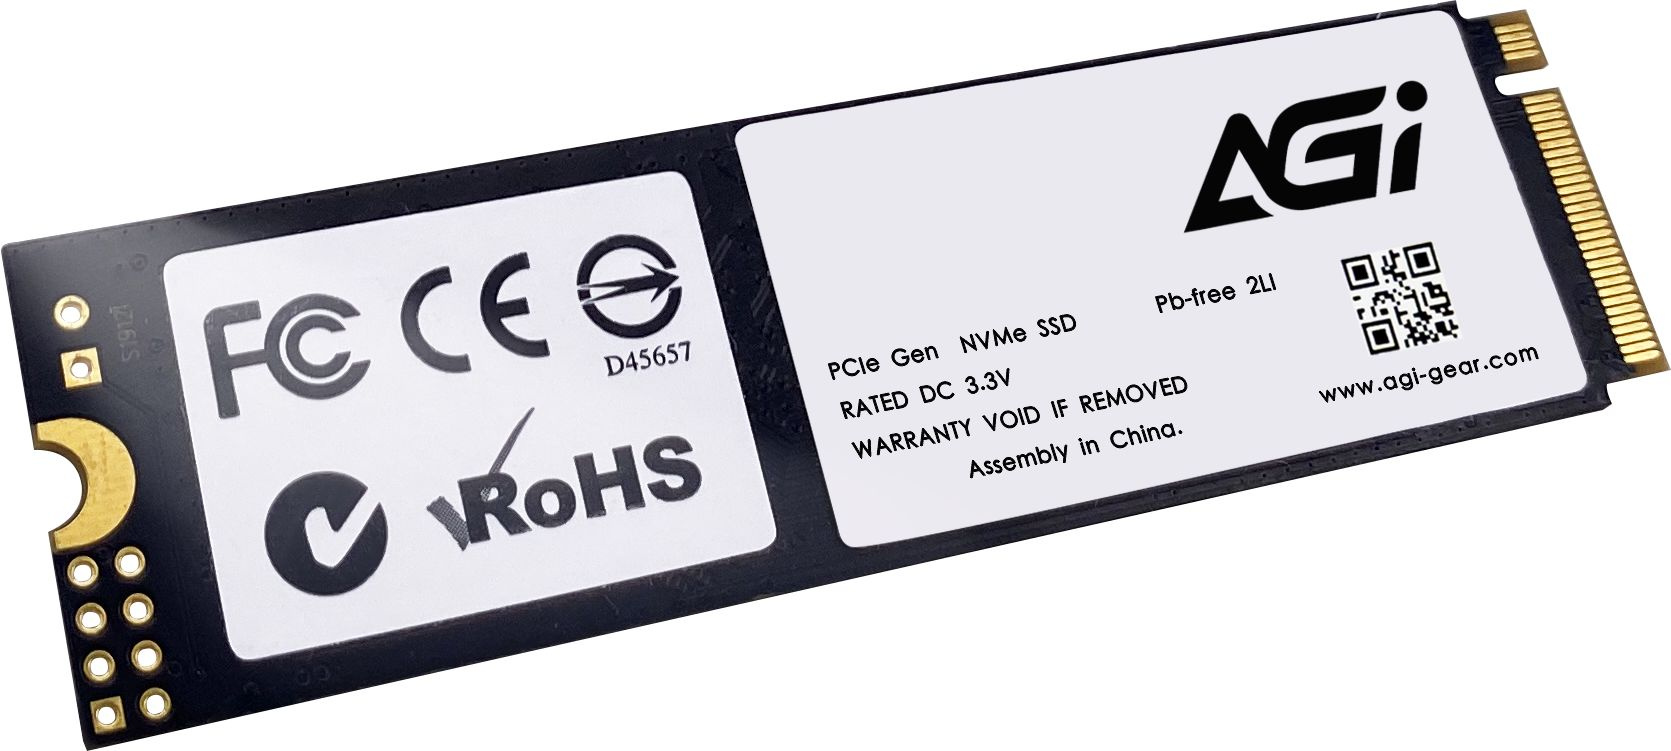 FC CE
D45657
RoHS
AGi
Pb-free 2LI
PCIe Gen NVMe SSD
RATED DC 3.3V
WARRANTY VOID IF REMOVED
Assembly in China.
www.agi-gear.com